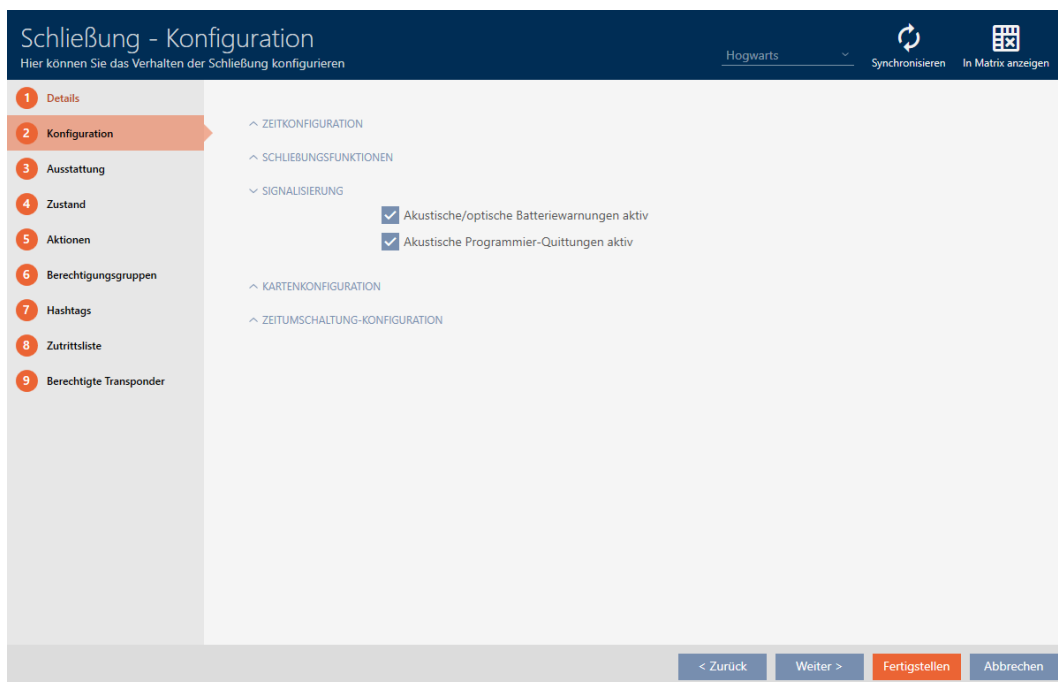 Schließung - Konfiguration
Hier können Sie das Verhalten der Schließung konfigurieren
Hogwarts
Synchronisieren
In Matrix anzeigen
1 Details
2 Konfiguration
3 Ausstattung
4 Zustand
5 Aktionen
6 Berechtigungsgruppen
7 Hashtags
8 Zutrittsliste
9 Berechtigte Transponder
ZEITKONFIGURATION
SCHLIEßUNGSFUNKTIONEN
SIGNALISIERUNG
Akustische/optische Batteriewarnungen aktiv
Akustische Programmier-Quittungen aktiv
KARTENKONFIGURATION
ZEITUMSCHALTUNG-KONFIGURATION
< Zurück
Weiter >
Fertigstellen
Abbrechen